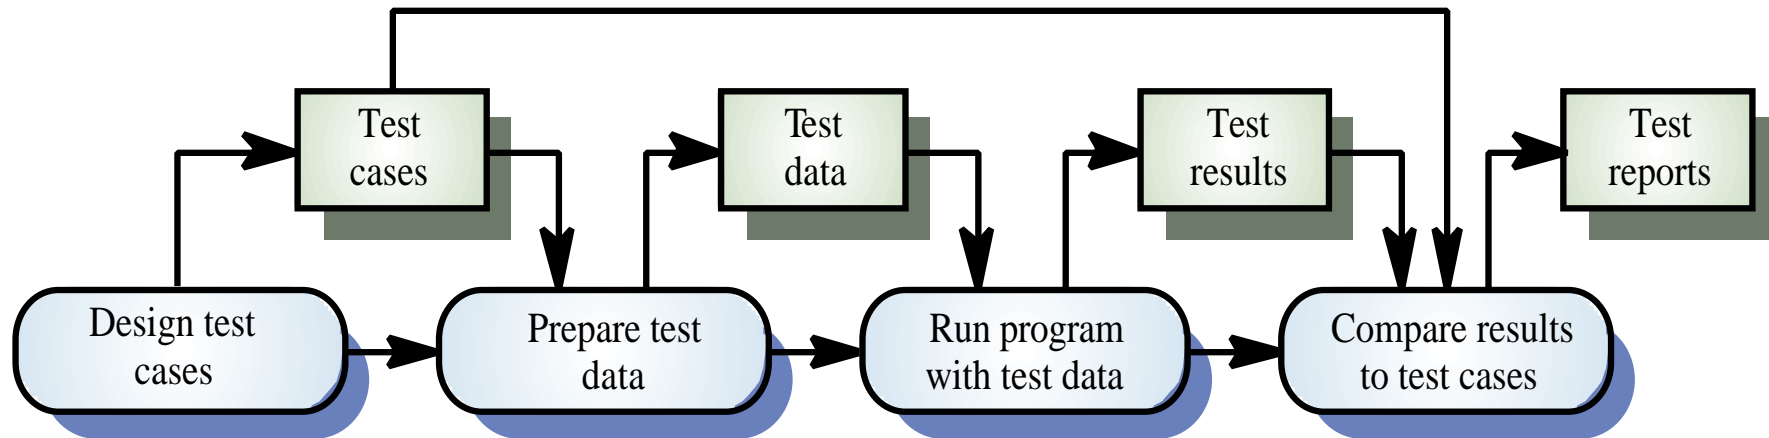 Test
cases
Test
data
Test
results
Test
reports
Design test
cases
Prepare test
data
Run program
with test data
Compare results
to test cases